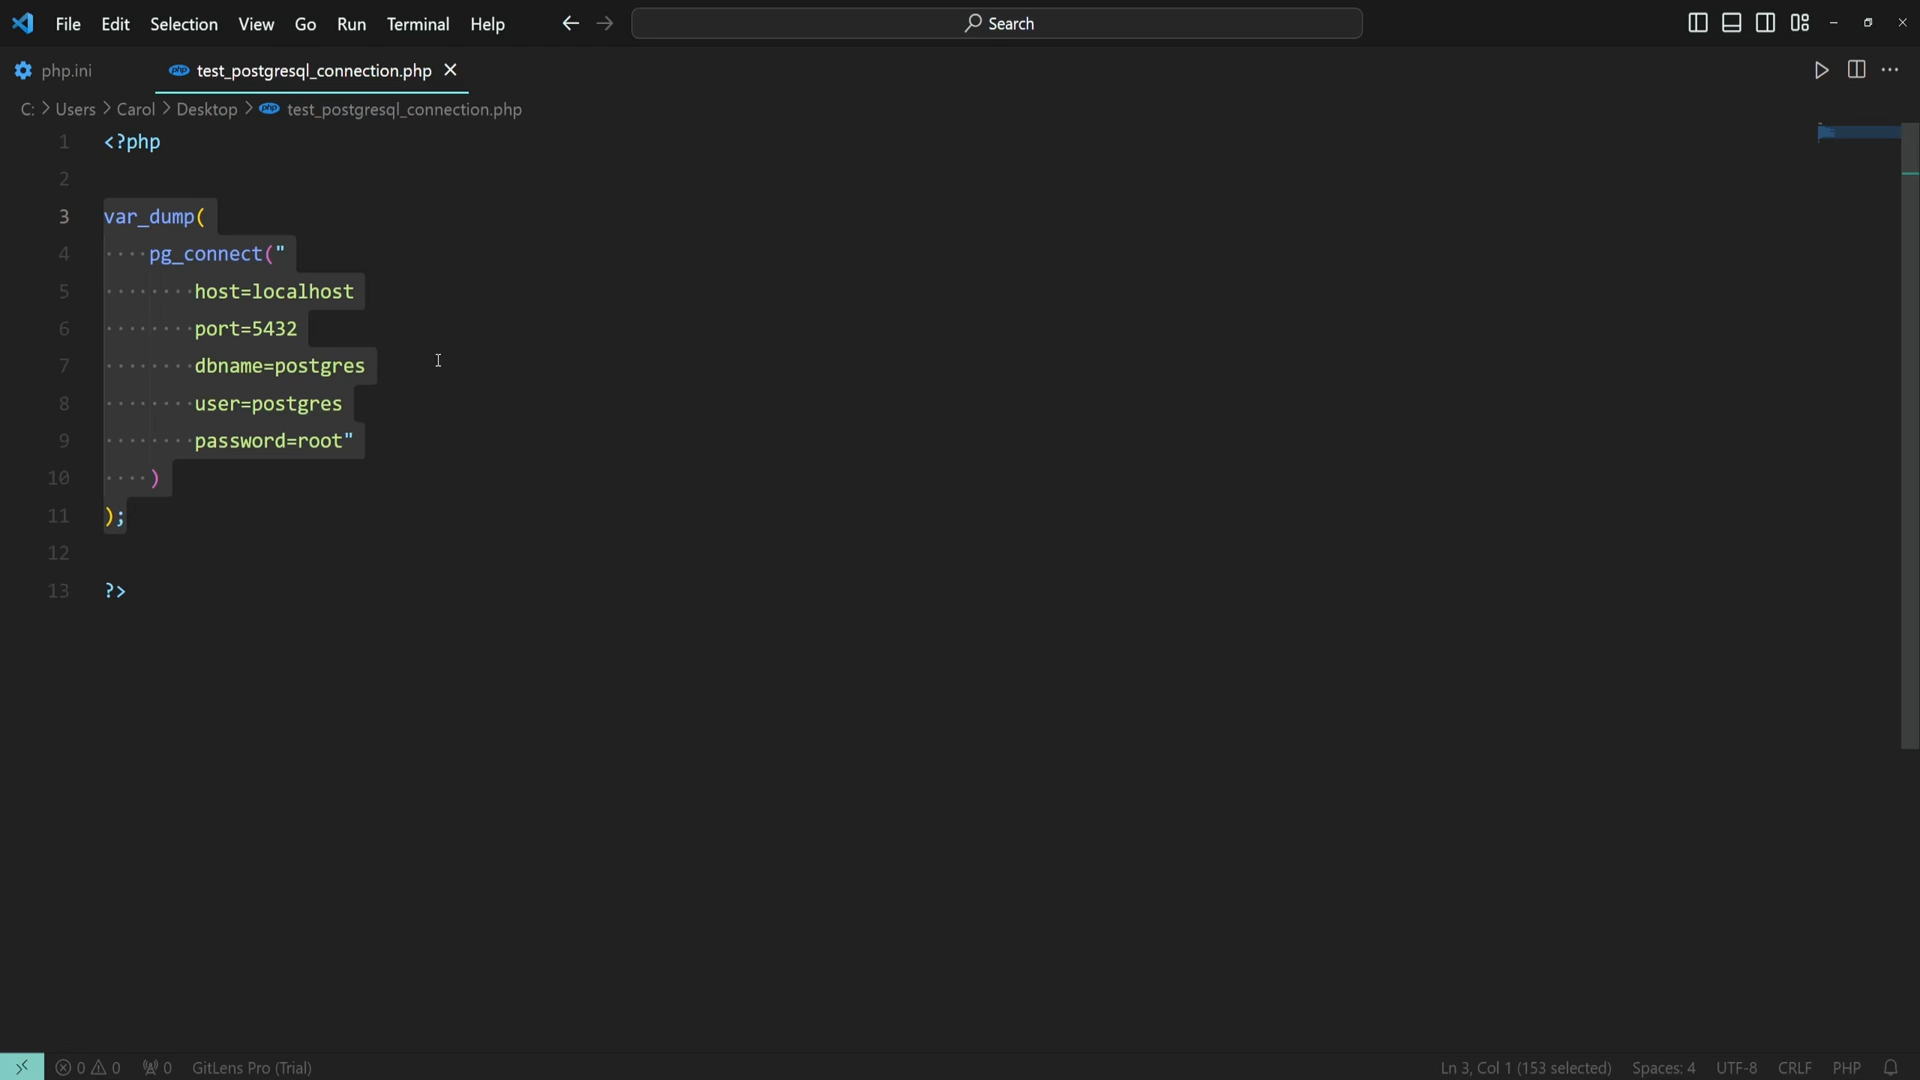 File Edit Selection View Go Run Terminal Help
Search
php.ini
php test_postgresql_connection.php
C: > Users > Carol > Desktop > php test_postgresql_connection.php
1 <?php
2
3 var_dump(
4 ····pg_connect("
5 ········host=localhost
6 ········port=5432
7 ········dbname=postgres
8 ········user=postgres
9 ········password=root"
10 ····)
11 );
12
13 ?>
0 0 0 GitLens Pro (Trial) Ln 3, Col 1 (153 selected) Spaces: 4 UTF-8 CRLF PHP